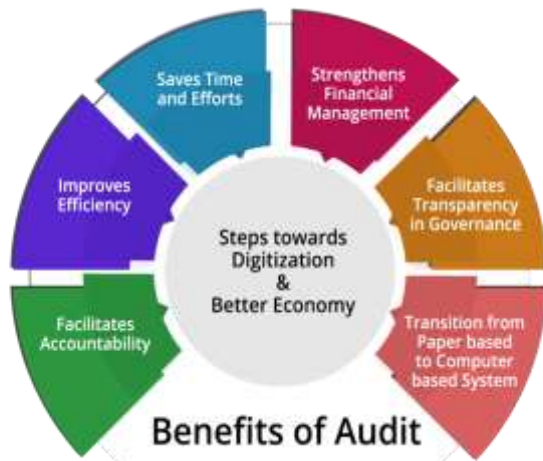 Saves Time
and Efforts
Strengthens
Financial
Management
Improves
Efficiency
Facilitates
Transparency
in Governance
Steps towards
Digitization
&
Better Economy
Facilitates
Accountability
Transition from
Paper based
to Computer
based System
Benefits of Audit